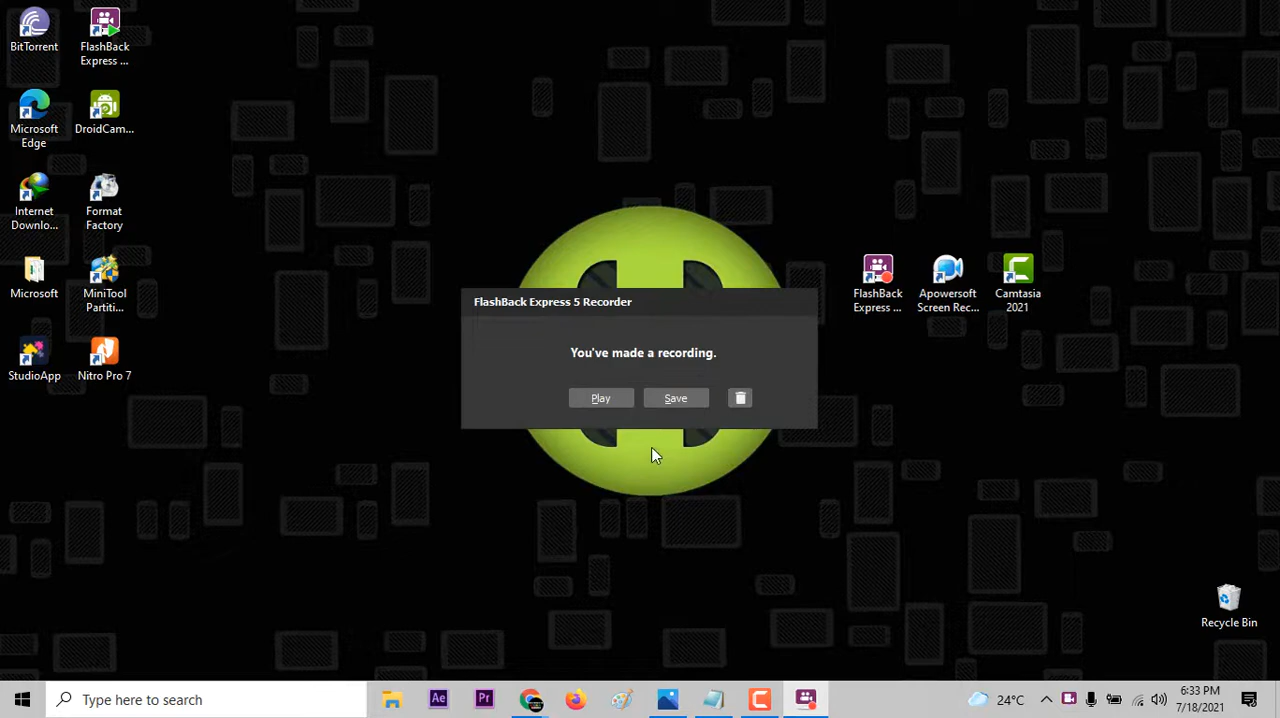 BitTorrent
FlashBack
Express ...
Microsoft
Edge
DroidCam...
Internet
Downlo...
Format
Factory
Microsoft
MiniTool
Partiti...
StudioApp
Nitro Pro 7
FlashBack
Express ...
Apowersoft
Screen Rec...
Camtasia
2021
FlashBack Express 5 Recorder
You've made a recording.
Play
Save
Recycle Bin
Type here to search
Ae
Pr
24°C
6:33 PM
7/18/2021